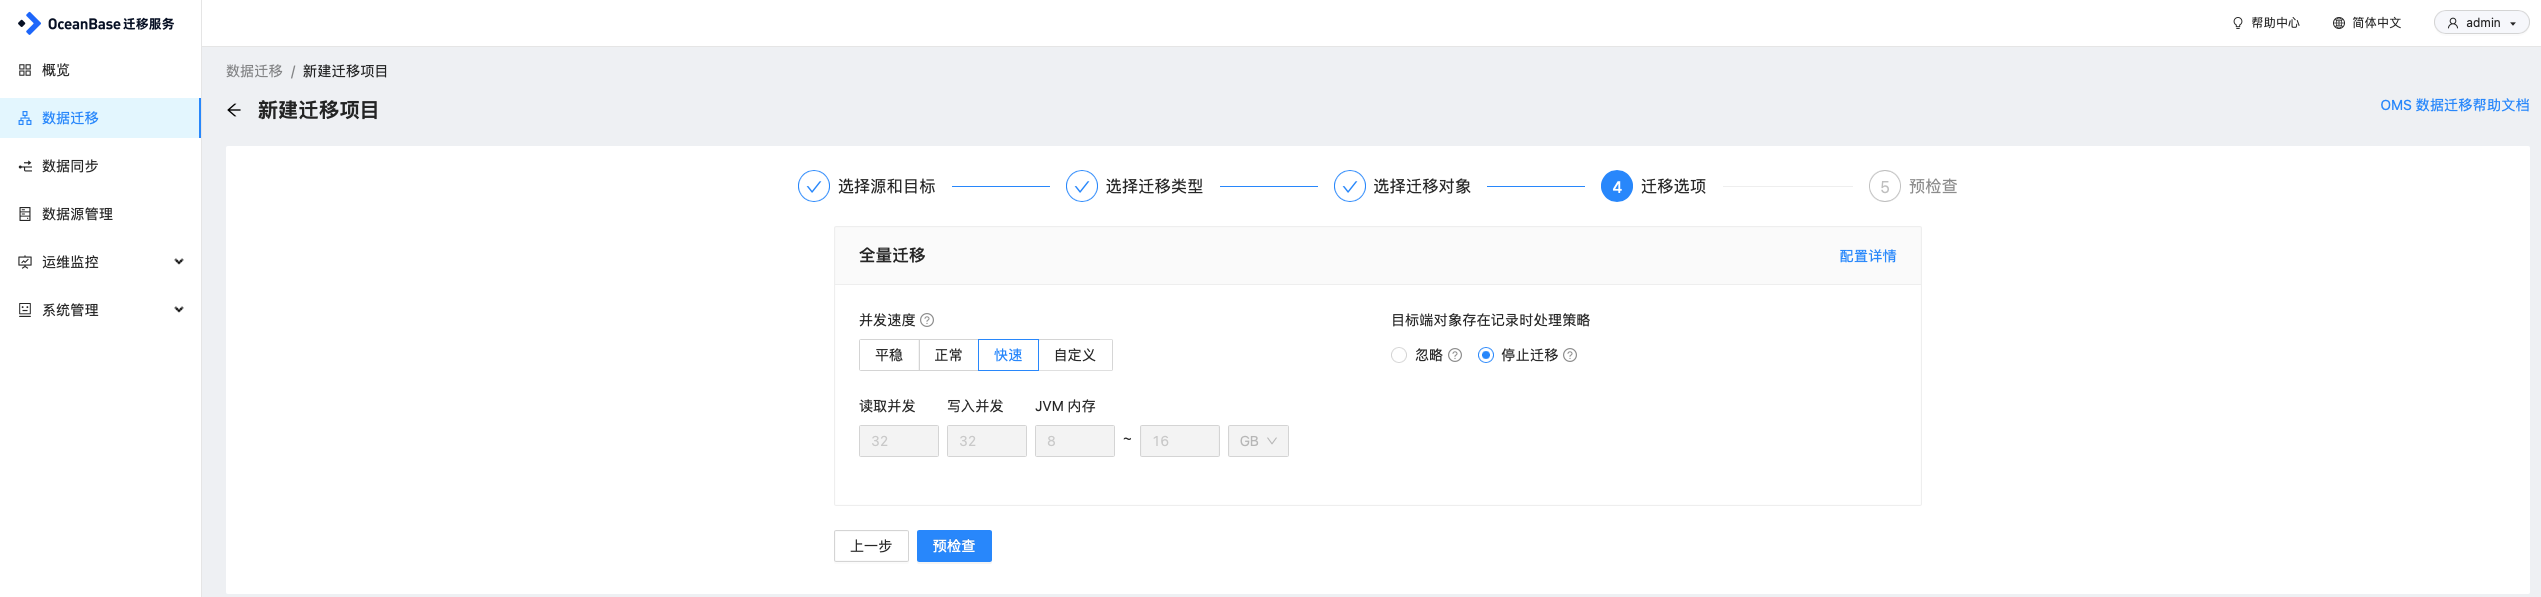 OceanBase 迁移服务
帮助中心 简体中文 admin
概览
数据迁移
数据同步
数据源管理
运维监控
系统管理
数据迁移 / 新建迁移项目
新建迁移项目
OMS 数据迁移帮助文档
选择源和目标 选择迁移类型 选择迁移对象 4 迁移选项 5 预检查
全量迁移 配置详情
并发速度 ?
平稳 正常 快速 自定义
目标端对象存在记录时处理策略
忽略 ? 停止迁移 ?
读取并发 写入并发 JVM 内存
32 32 8 ~ 16 GB
上一步 预检查